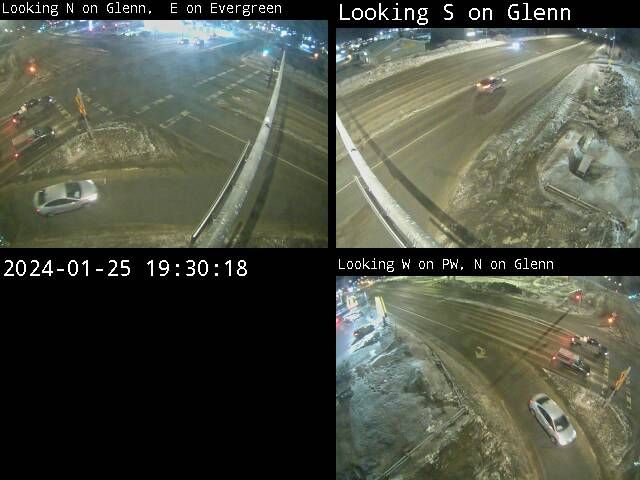 Looking N on Glenn, E on Evergreen
Looking S on Glenn
2024-01-25 19:30:18
Looking W on PW, N on Glenn